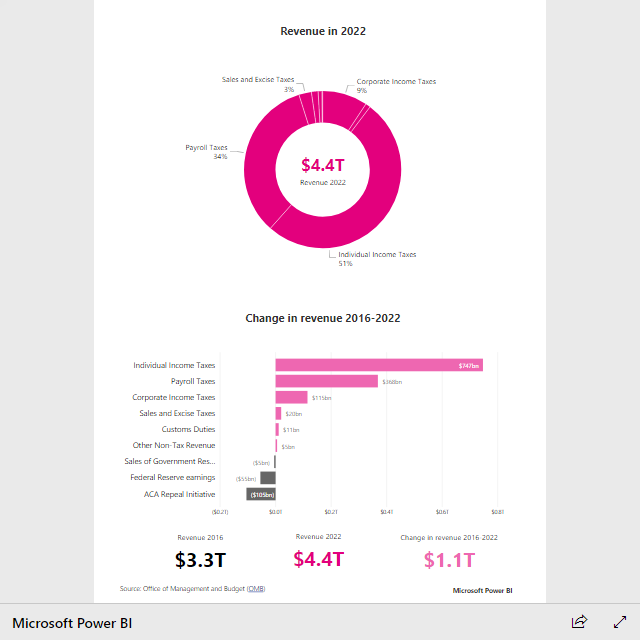 Revenue in 2022
Sales and Excise Taxes
3%
Corporate Income Taxes
9%
Payroll Taxes
34%
$4.4T
Revenue 2022
Individual Income Taxes
51%
Change in revenue 2016-2022
Individual Income Taxes
$747bn
Payroll Taxes
$368bn
Corporate Income Taxes
$115bn
Sales and Excise Taxes
$20bn
Customs Duties
$11bn
Other Non-Tax Revenue
$5bn
Sales of Government Res...
($5bn)
Federal Reserve earnings
($55bn)
ACA Repeal Initiative
($105bn)
($0.2T) $0.0T $0.2T $0.4T $0.6T $0.8T
Revenue 2016 Revenue 2022 Change in revenue 2016-2022
$3.3T $4.4T $1.1T
Source: Office of Management and Budget (OMB)
Microsoft Power BI
Microsoft Power BI